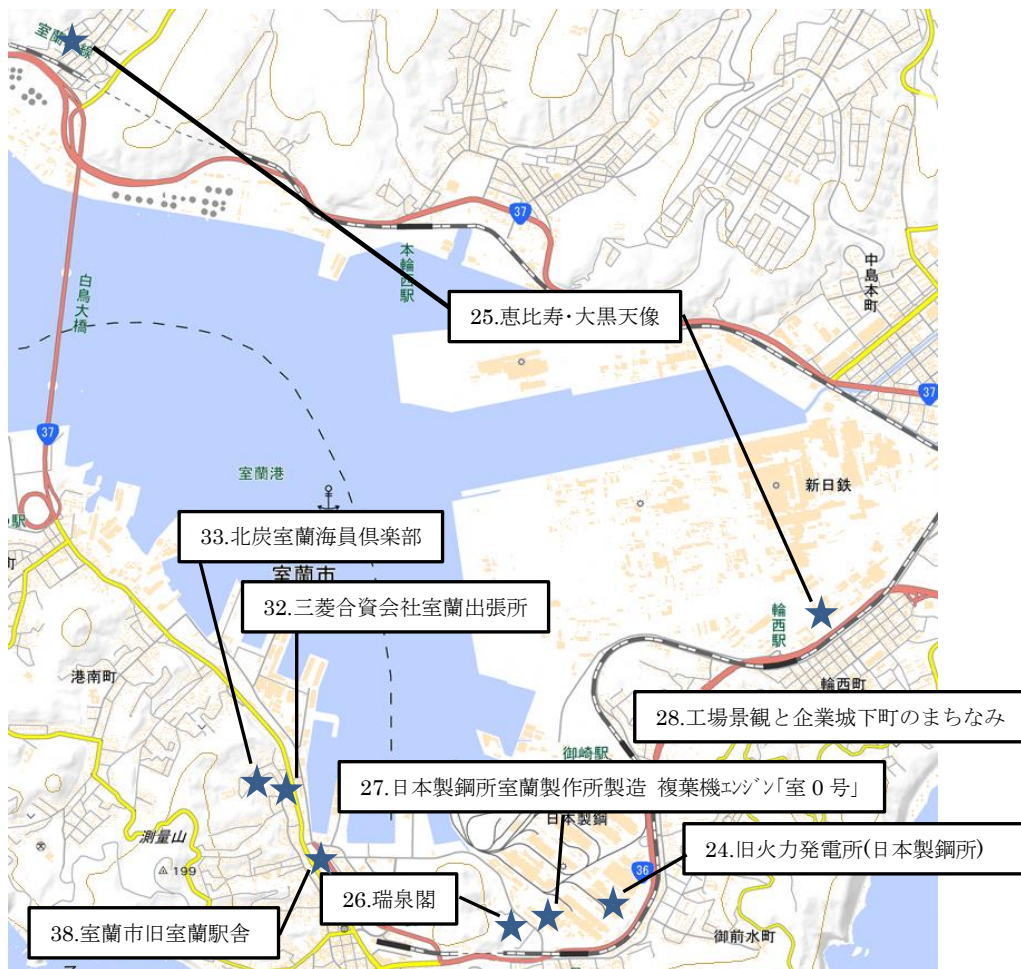 室蘭本線
37
本輪西駅
中島本町
白鳥大橋
25.恵比寿・大黒天像
37
37
室蘭港
新日鉄
駅
町
33.北炭室蘭海員倶楽部
室蘭市
32.三菱合資会社室蘭出張所
輪西駅
港南町
輪西町
28.工場景観と企業城下町のまちなみ
御崎駅
27.日本製鋼所室蘭製作所製造 複葉機エンジン「室0号」
日本製鋼
測量山
199
24.旧火力発電所(日本製鋼所)
36
26.瑞泉閣
38.室蘭市旧室蘭駅舎
御前水町